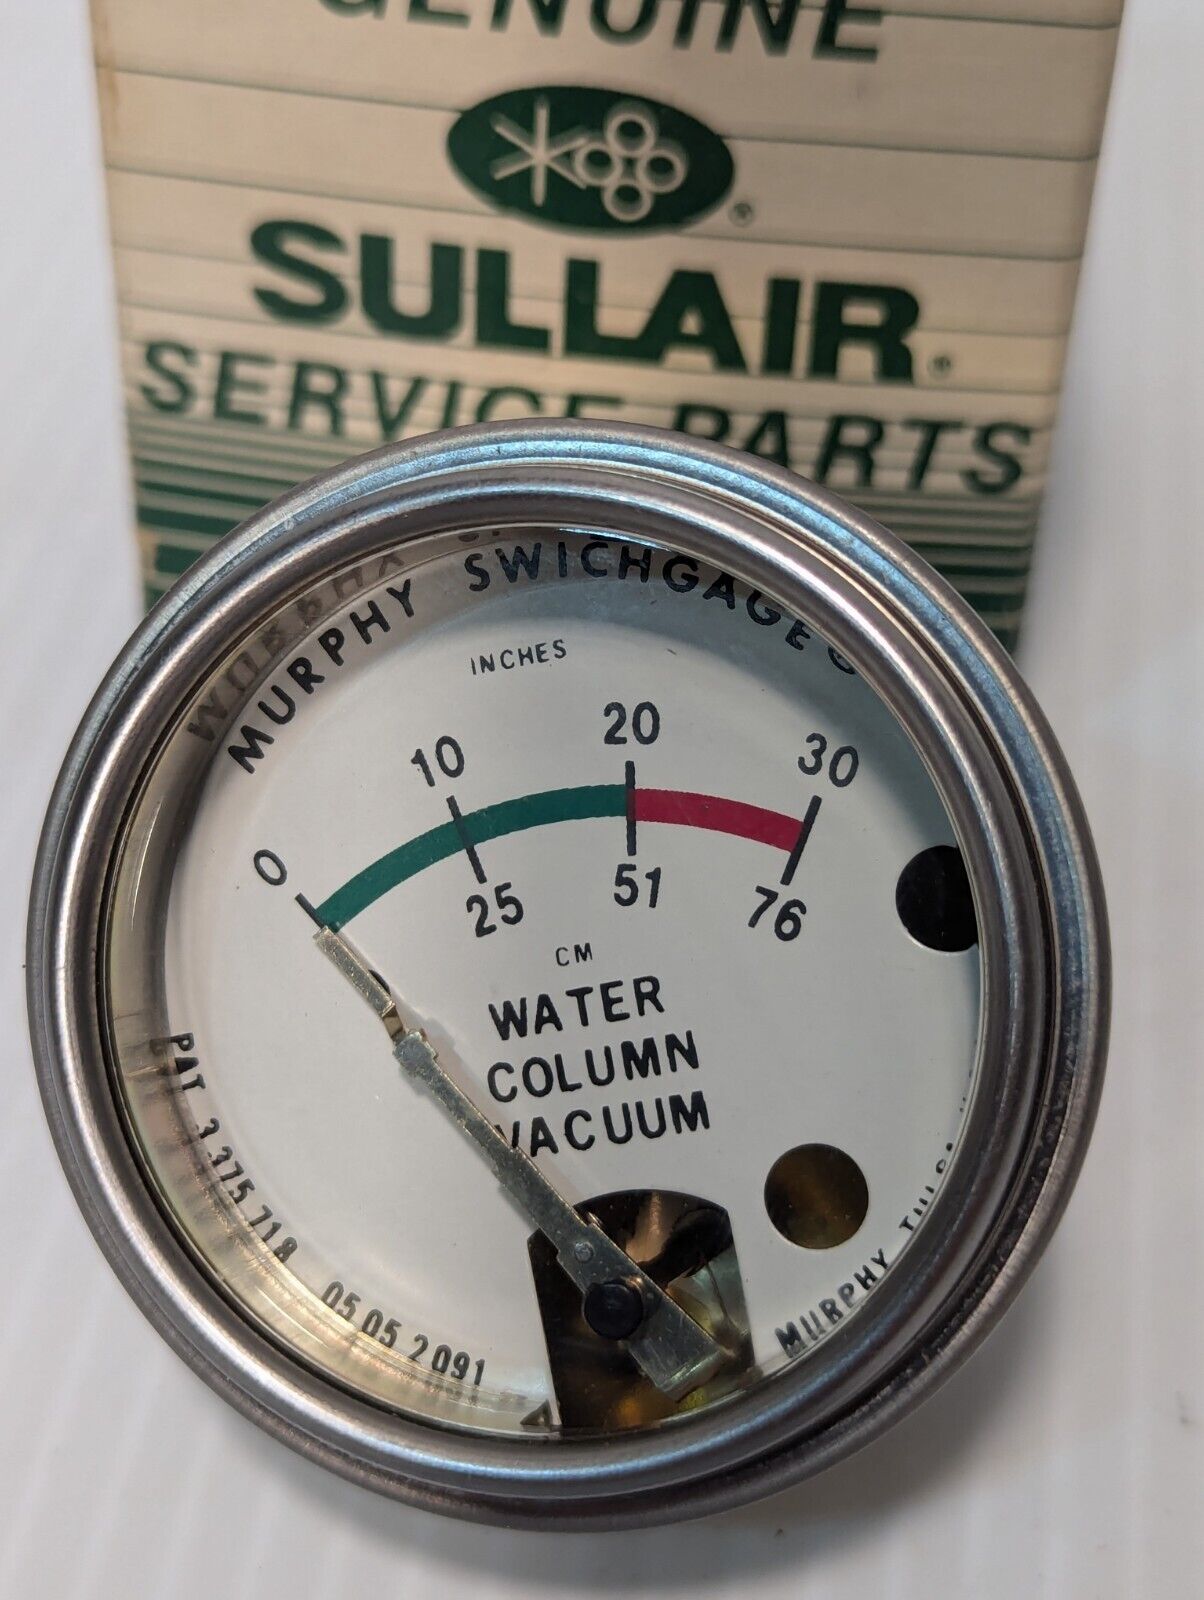 GENUINE
SULLAIR®
SERVICE PARTS
MURPHY SWICHGAGE®
INCHES
0 10 20 30
25 51 76
CM
WATER
COLUMN
VACUUM
PAT. 3,375,718 05 05 2091
MURPHY